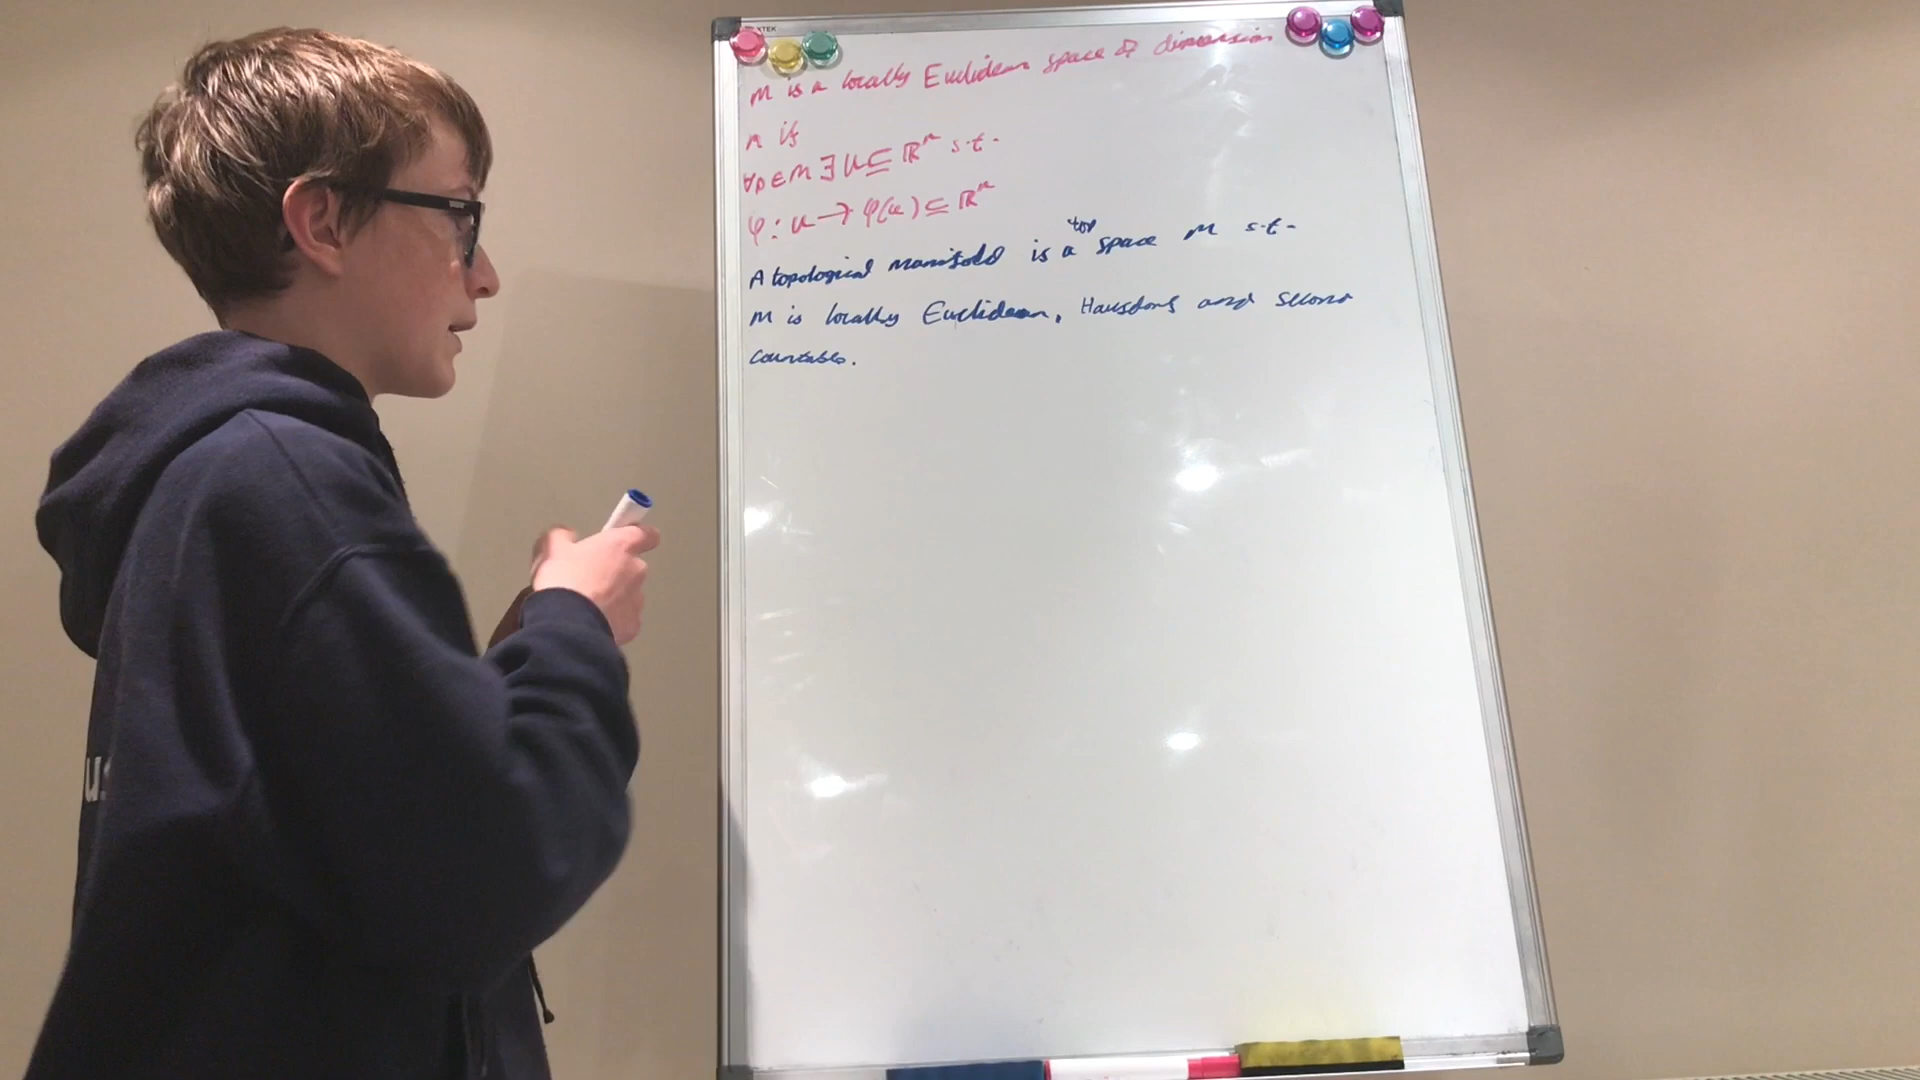 XTEK
M is a locally Euclidean space of dimension
n if
∀p∈M ∃ U ⊆ ℝⁿ s.t.
φ: U → φ(U) ⊆ ℝⁿ
A topological manifold is a top space M s.t.
M is locally Euclidean, Hausdorff and second
countable.
u.